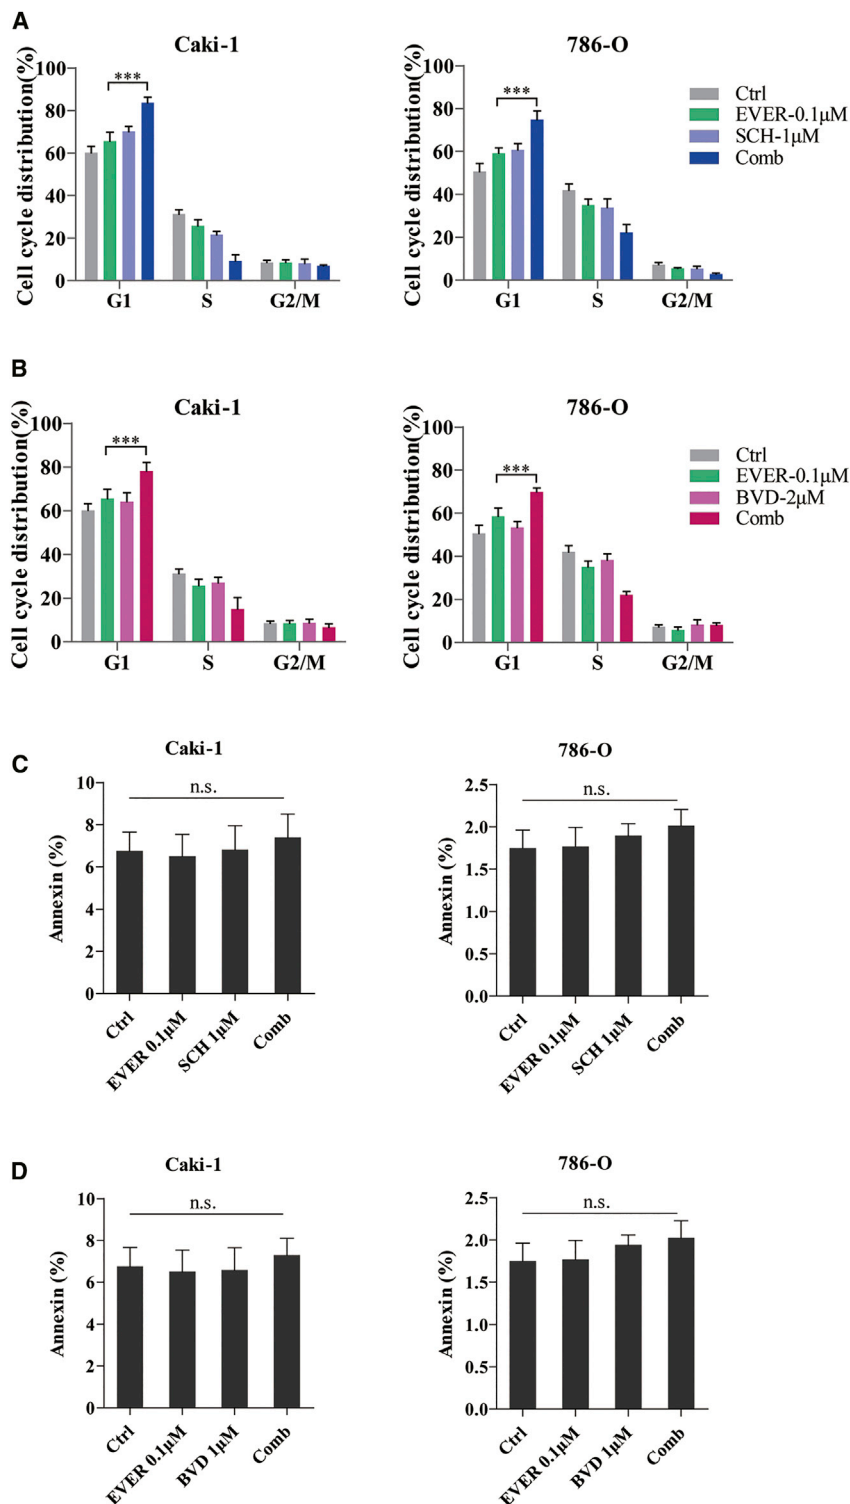 A
Caki-1
786-O
Cell cycle distribution(%)
100
80
60
40
20
0
***
G1 S G2/M
Cell cycle distribution(%)
100
80
60
40
20
0
***
G1 S G2/M
Ctrl
EVER-0.1μM
SCH-1μM
Comb
B
Caki-1
786-O
Cell cycle distribution(%)
100
80
60
40
20
0
***
G1 S G2/M
Cell cycle distribution(%)
100
80
60
40
20
0
***
G1 S G2/M
Ctrl
EVER-0.1μM
BVD-2μM
Comb
C
Caki-1
Annexin (%)
10
8
6
4
2
0
n.s.
Ctrl
EVER 0.1μM
SCH 1μM
Comb
786-O
Annexin (%)
2.5
2.0
1.5
1.0
0.5
0.0
n.s.
Ctrl
EVER 0.1μM
SCH 1μM
Comb
D
Caki-1
Annexin (%)
10
8
6
4
2
0
n.s.
Ctrl
EVER 0.1μM
BVD 1μM
Comb
786-O
Annexin (%)
2.5
2.0
1.5
1.0
0.5
0.0
n.s.
Ctrl
EVER 0.1μM
BVD 1μM
Comb